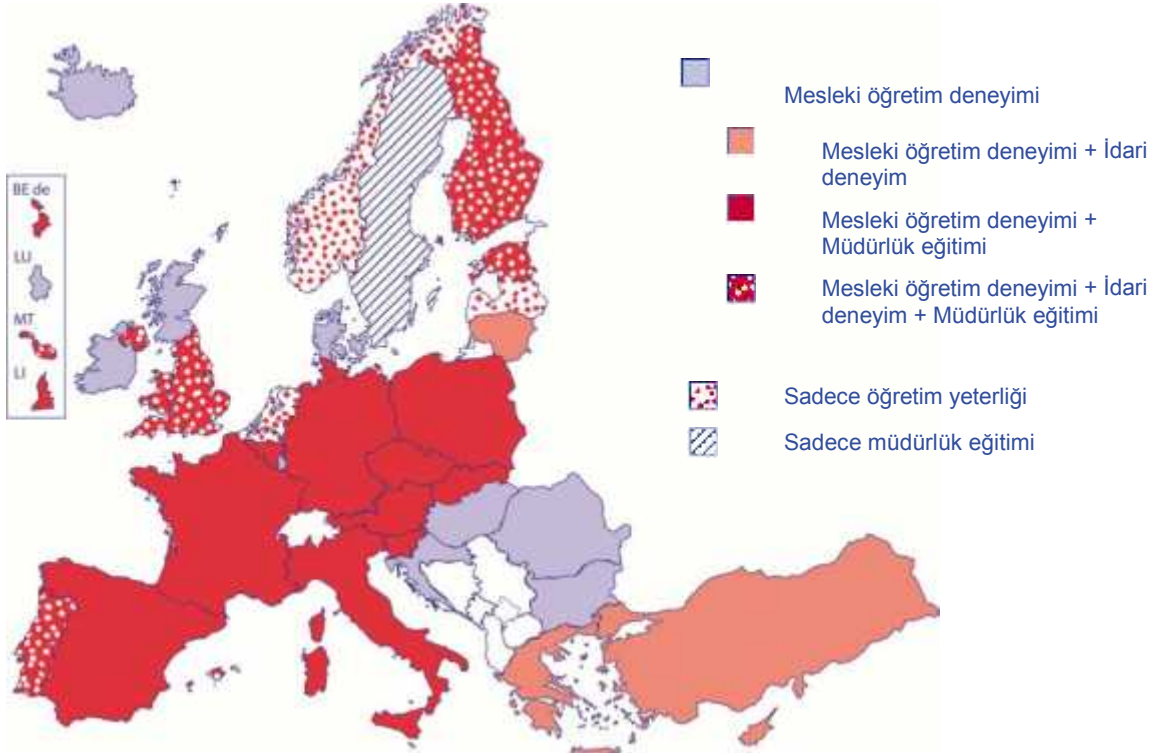 BE de
LU
MT
LI
Mesleki öğretim deneyimi
Mesleki öğretim deneyimi + İdari
deneyim
Mesleki öğretim deneyimi +
Müdürlük eğitimi
Mesleki öğretim deneyimi + İdari
deneyim + Müdürlük eğitimi
Sadece öğretim yeterliği
Sadece müdürlük eğitimi